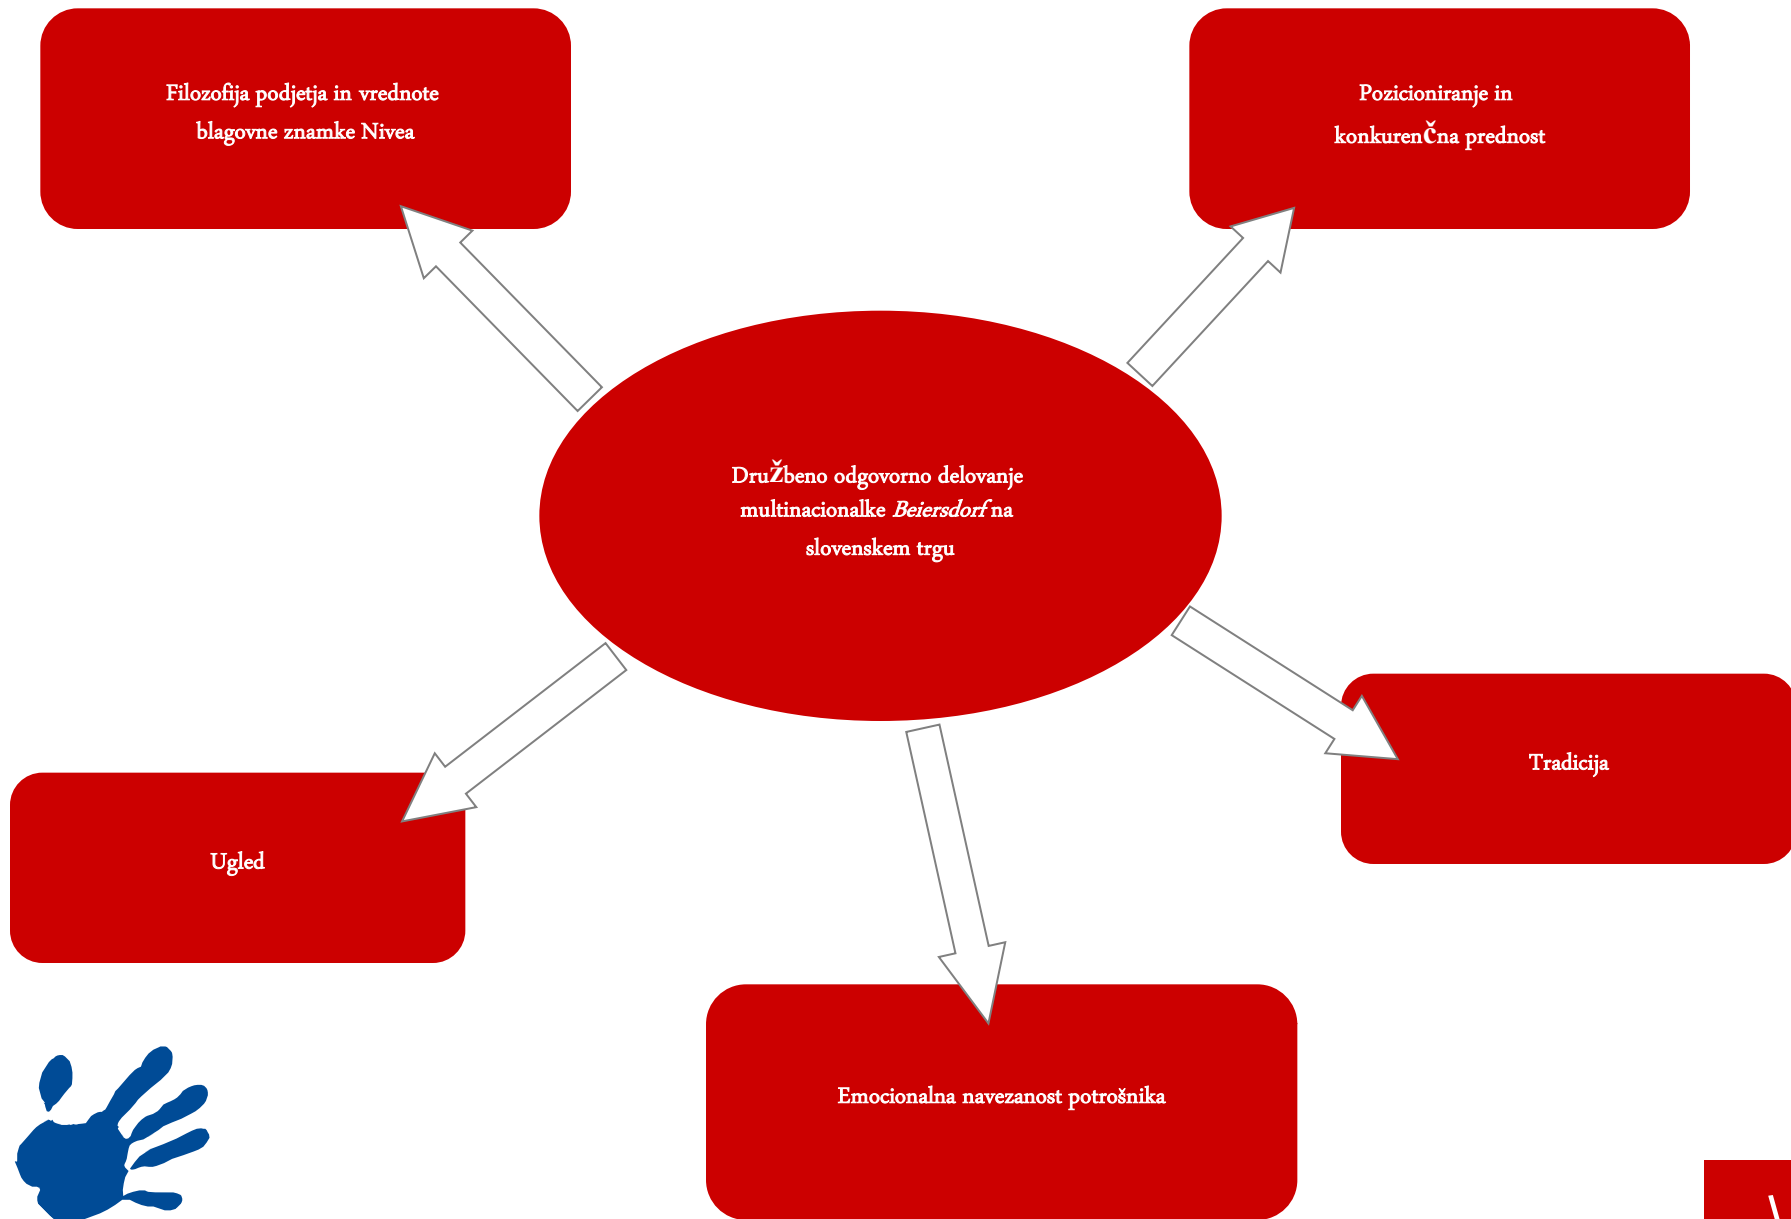 Filozofija podjetja in vrednote
blagovne znamke Nivea
Pozicioniranje in
konkurenčna prednost
Družbeno odgovorno delovanje
multinacionalke Beiersdorf na
slovenskem trgu
Tradicija
Ugled
Emocionalna navezanost potrošnika